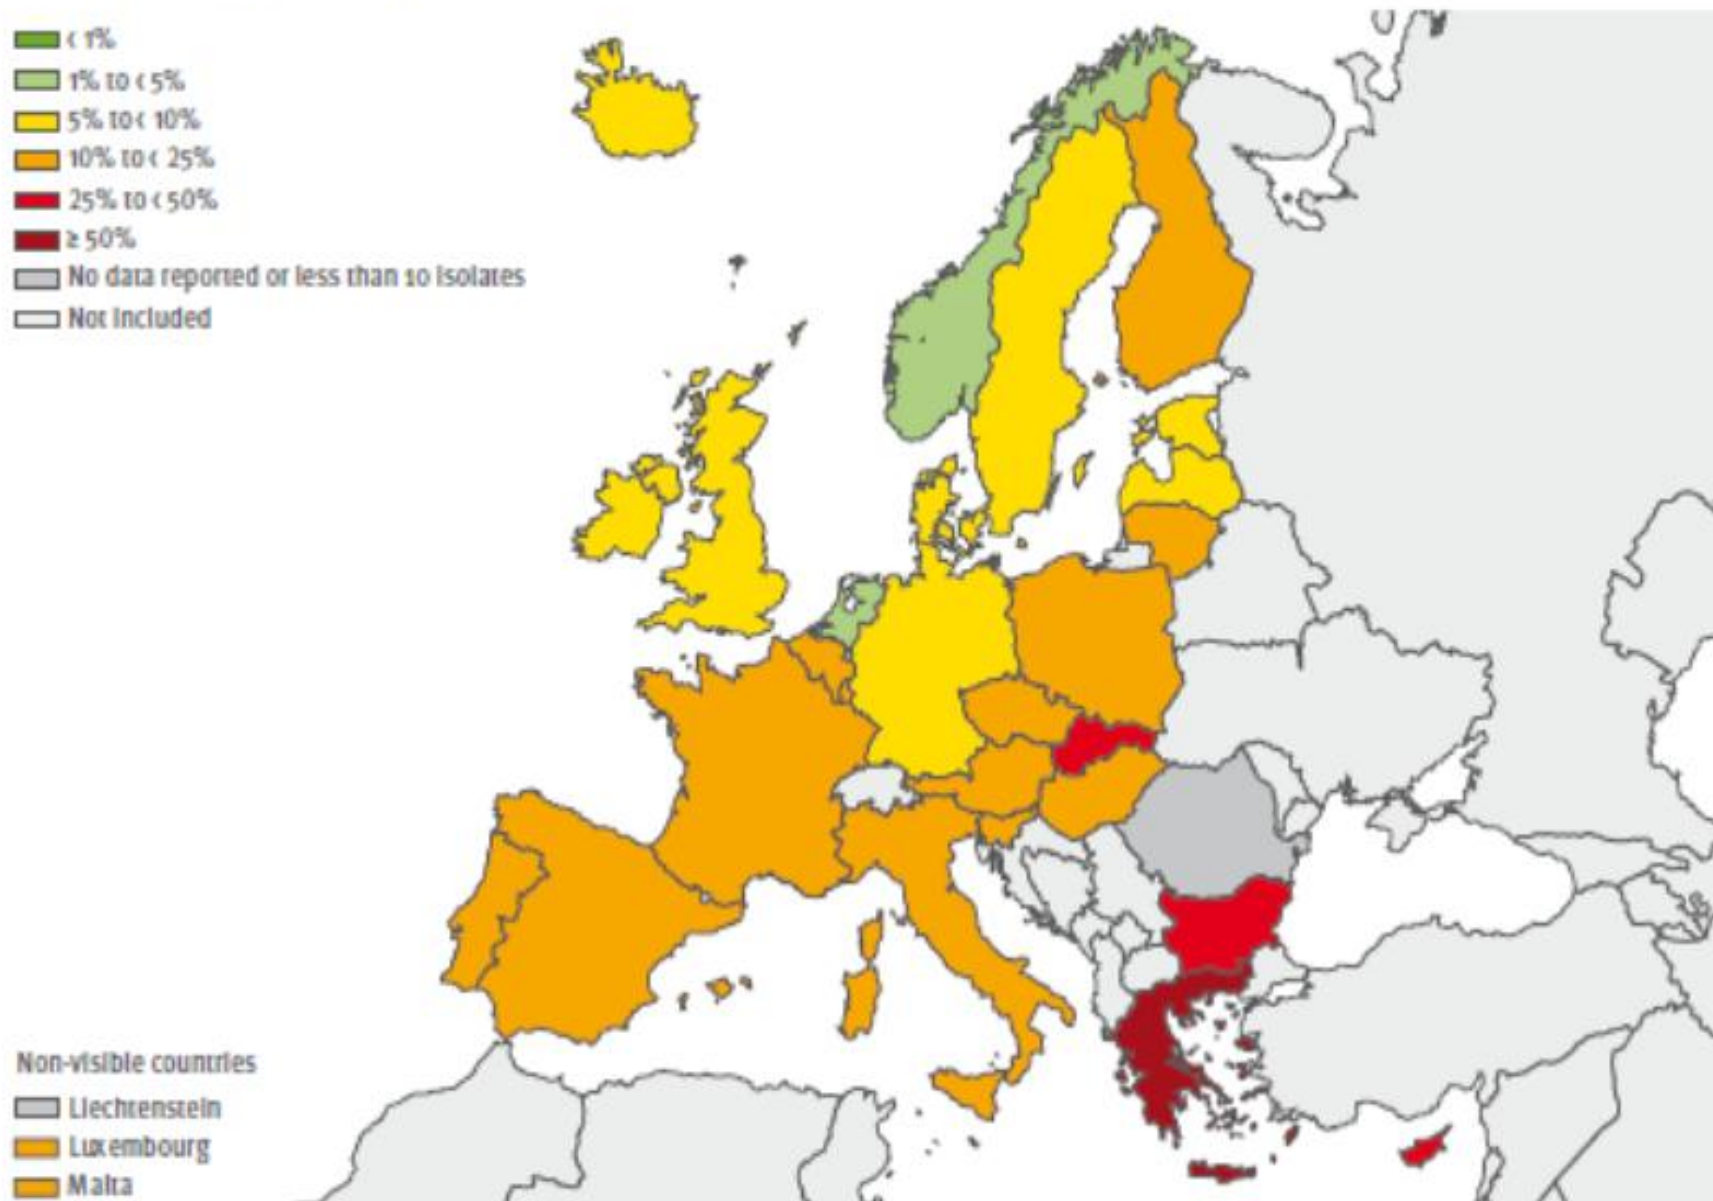 < 1%
1% to < 5%
5% to < 10%
10% to < 25%
25% to < 50%
≥ 50%
No data reported or less than 10 isolates
Not included
Non-visible countries
Liechtenstein
Luxembourg
Malta